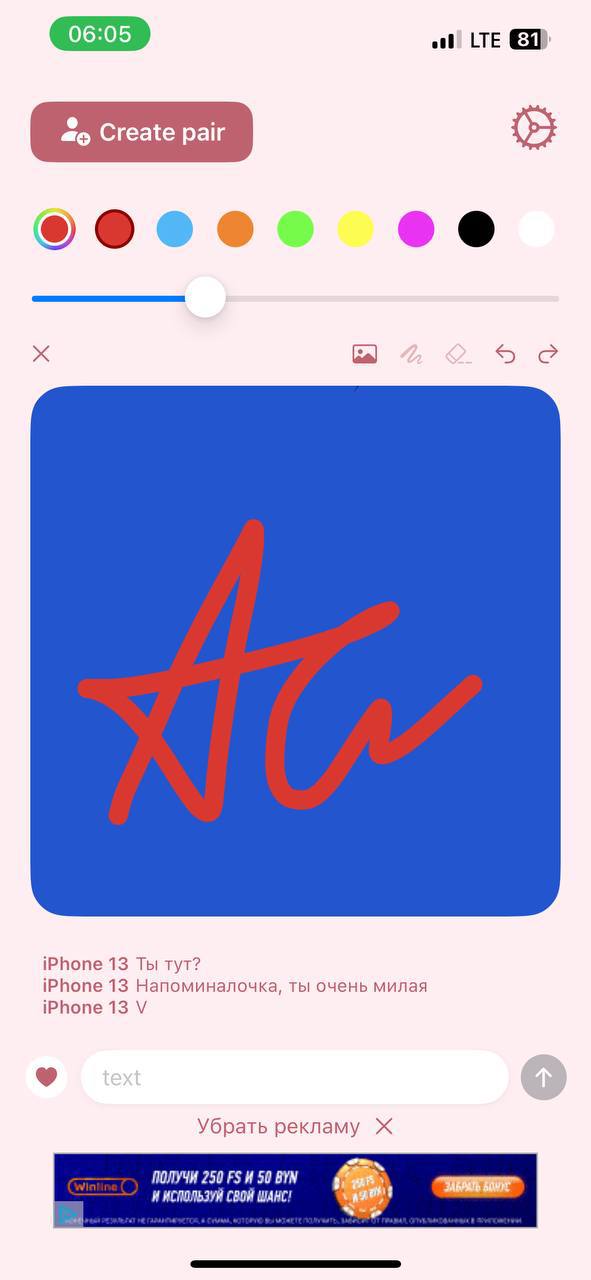 06:05
LTE 81
Create pair
iPhone 13 Ты тут?
iPhone 13 Напоминалочка, ты очень милая
iPhone 13 V
text
Убрать рекламу
Winline
ПОЛУЧИ 250 FS И 50 BYN
И ИСПОЛЬЗУЙ СВОЙ ШАНС!
250 FS
И 50 BYN
ЗАБРАТЬ БОНУС
РЕЗУЛЬТАТ НЕ ГАРАНТИРУЕТСЯ, А СУММА, КОТОРУЮ ВЫ МОЖЕТЕ ПОЛУЧИТЬ, ЗАВИСИТ ОТ ПРАВИЛ, ОПУБЛИКОВАННЫХ В ПРИЛОЖЕНИИ